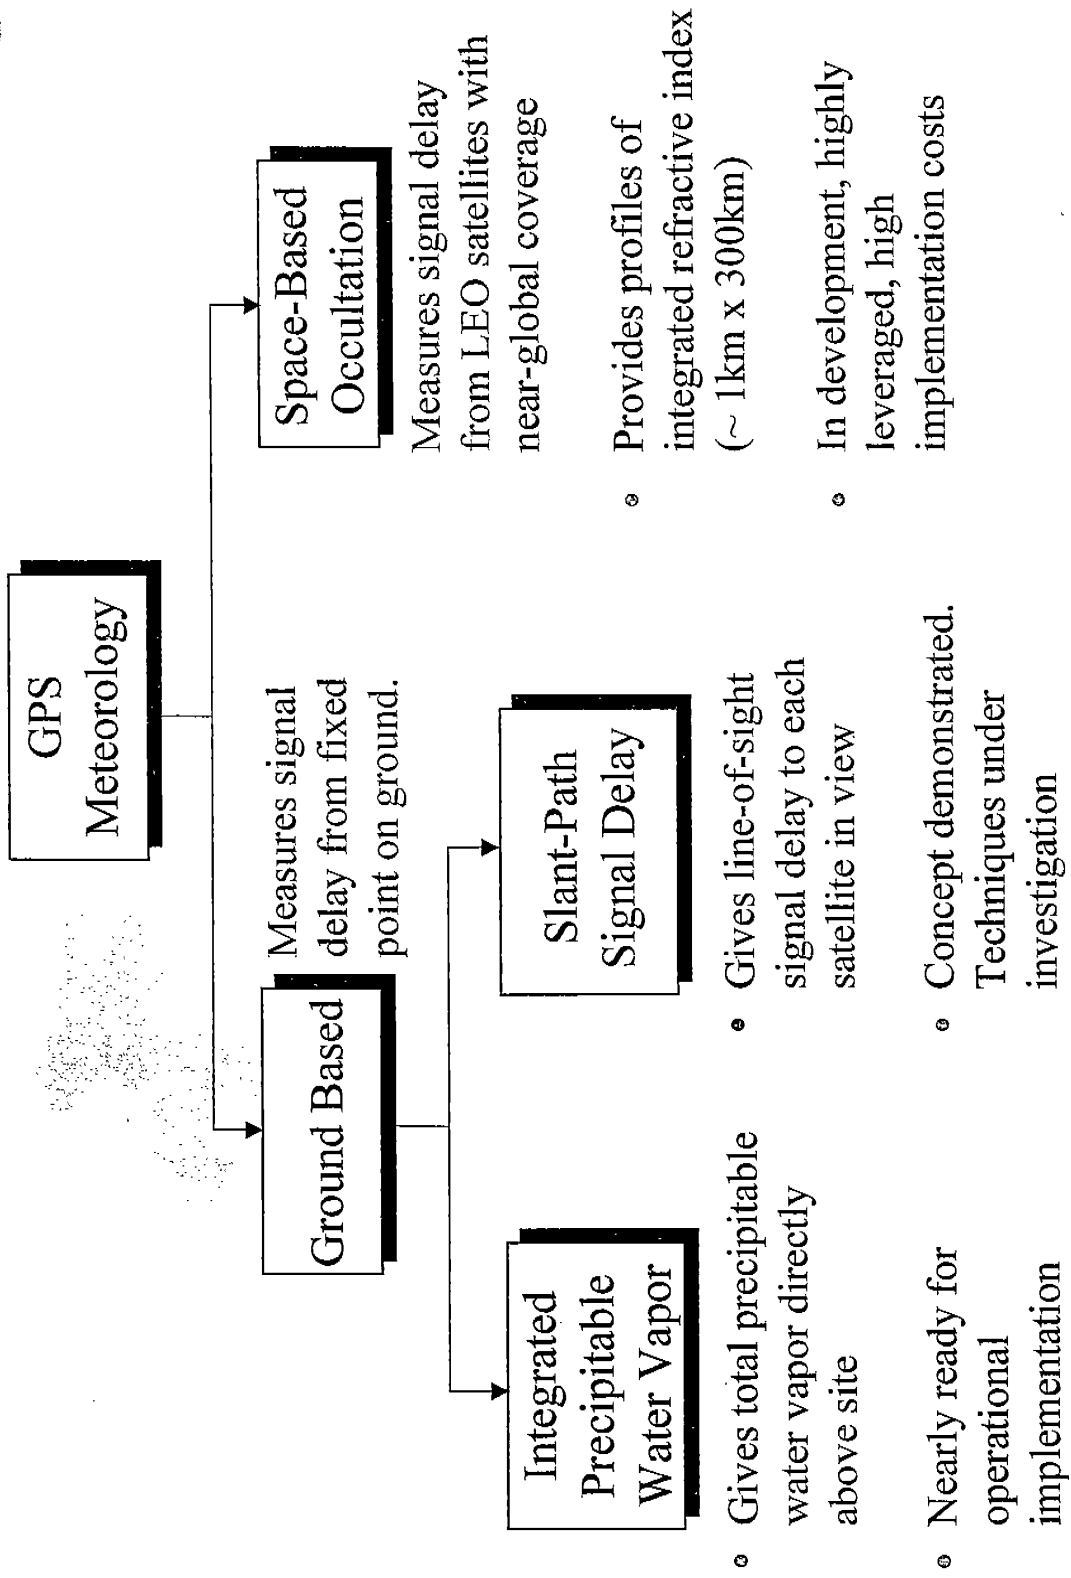 GPS
Meteorology
Ground Based
Measures signal
delay from fixed
point on ground.
Space-Based
Occultation
Measures signal delay
from LEO satellites with
near-global coverage
• Provides profiles of
integrated refractive index
(~ 1km x 300km)
• In development, highly
leveraged, high
implementation costs
Integrated
Precipitable
Water Vapor
• Gives total precipitable
water vapor directly
above site
• Nearly ready for
operational
implementation
Slant-Path
Signal Delay
• Gives line-of-sight
signal delay to each
satellite in view
• Concept demonstrated.
Techniques under
investigation